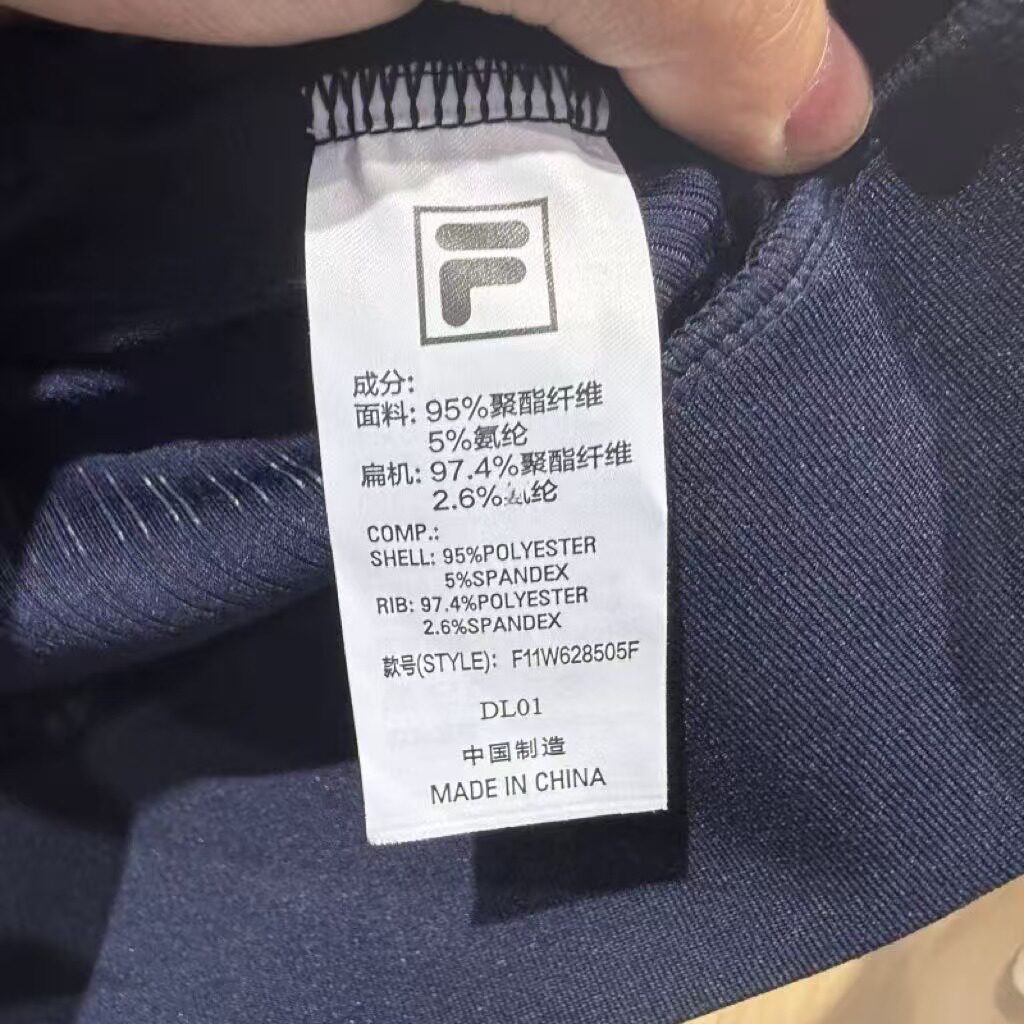 F
成分:
面料: 95%聚酯纤维
5%氨纶
扁机: 97.4%聚酯纤维
2.6%氨纶
COMP.:
SHELL: 95%POLYESTER
5%SPANDEX
RIB: 97.4%POLYESTER
2.6%SPANDEX
款号(STYLE): F11W628505F
DL01
中国制造
MADE IN CHINA